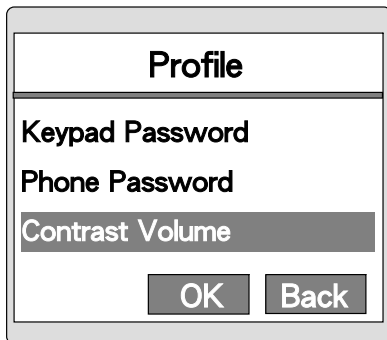 Profile
Keypad Password
Phone Password
Contrast Volume
OK Back